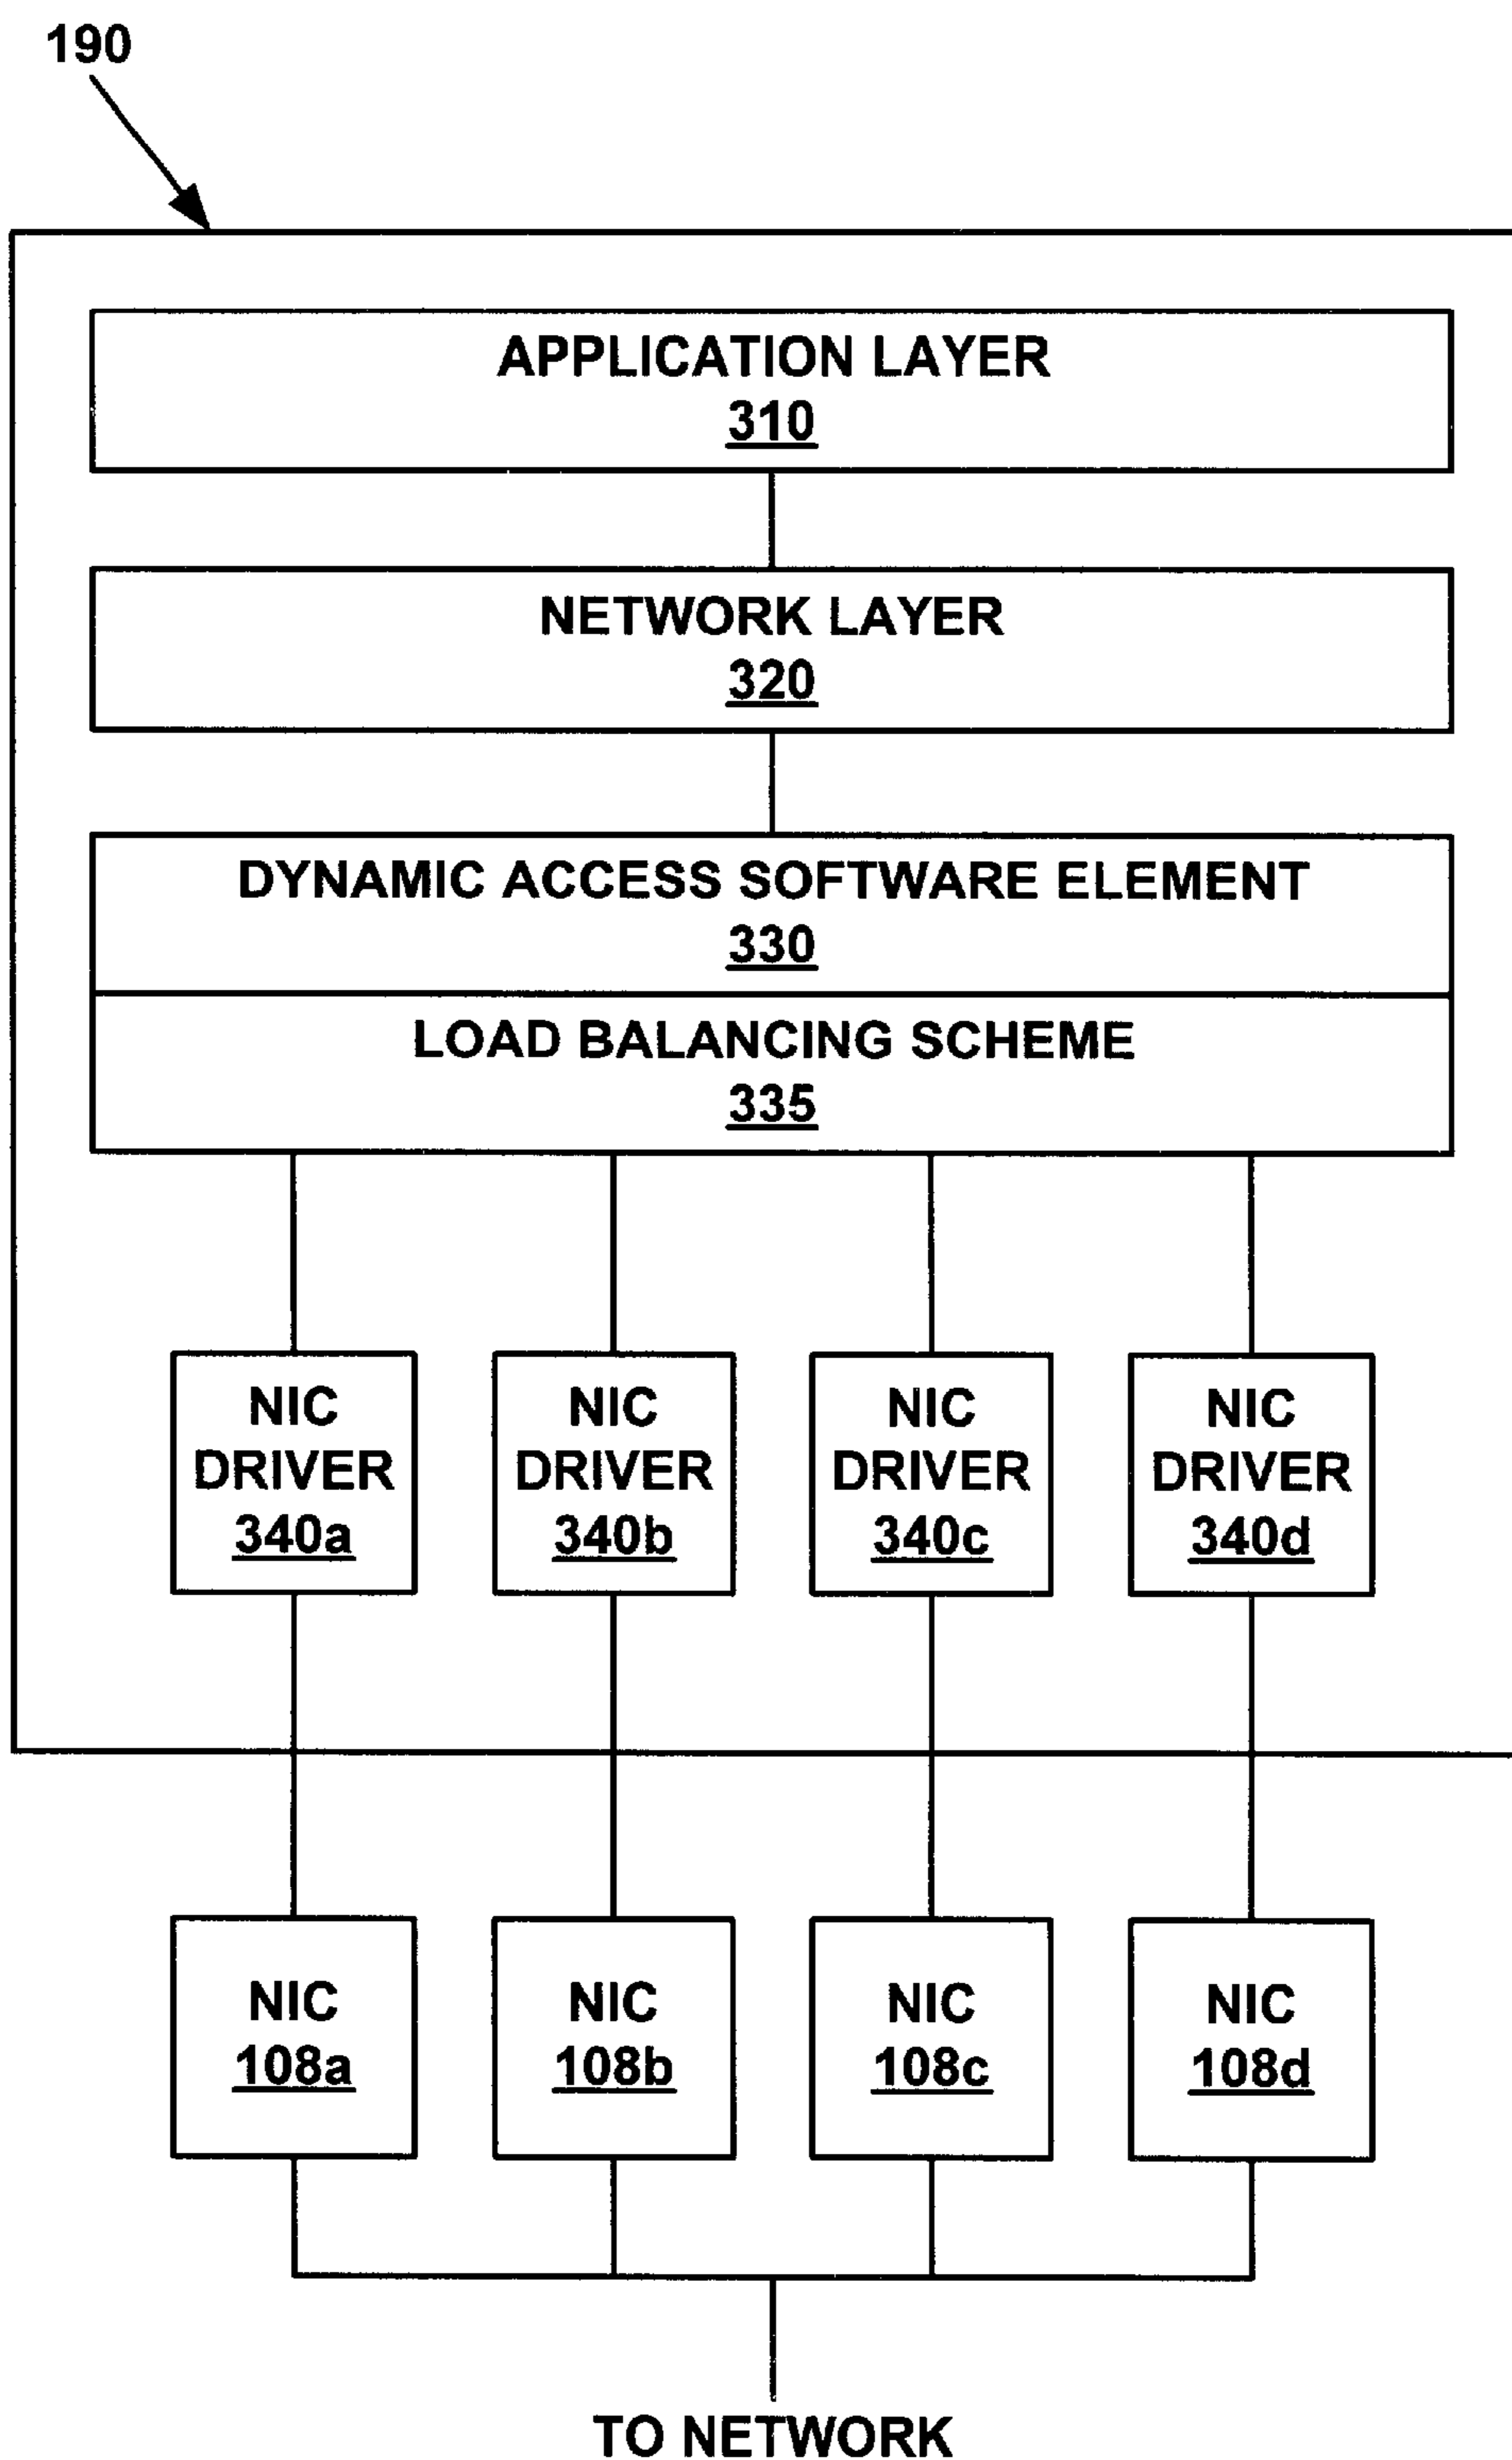 190
APPLICATION LAYER
310
NETWORK LAYER
320
DYNAMIC ACCESS SOFTWARE ELEMENT
330
LOAD BALANCING SCHEME
335
NIC
DRIVER
340a
NIC
DRIVER
340b
NIC
DRIVER
340c
NIC
DRIVER
340d
NIC
108a
NIC
108b
NIC
108c
NIC
108d
TO NETWORK